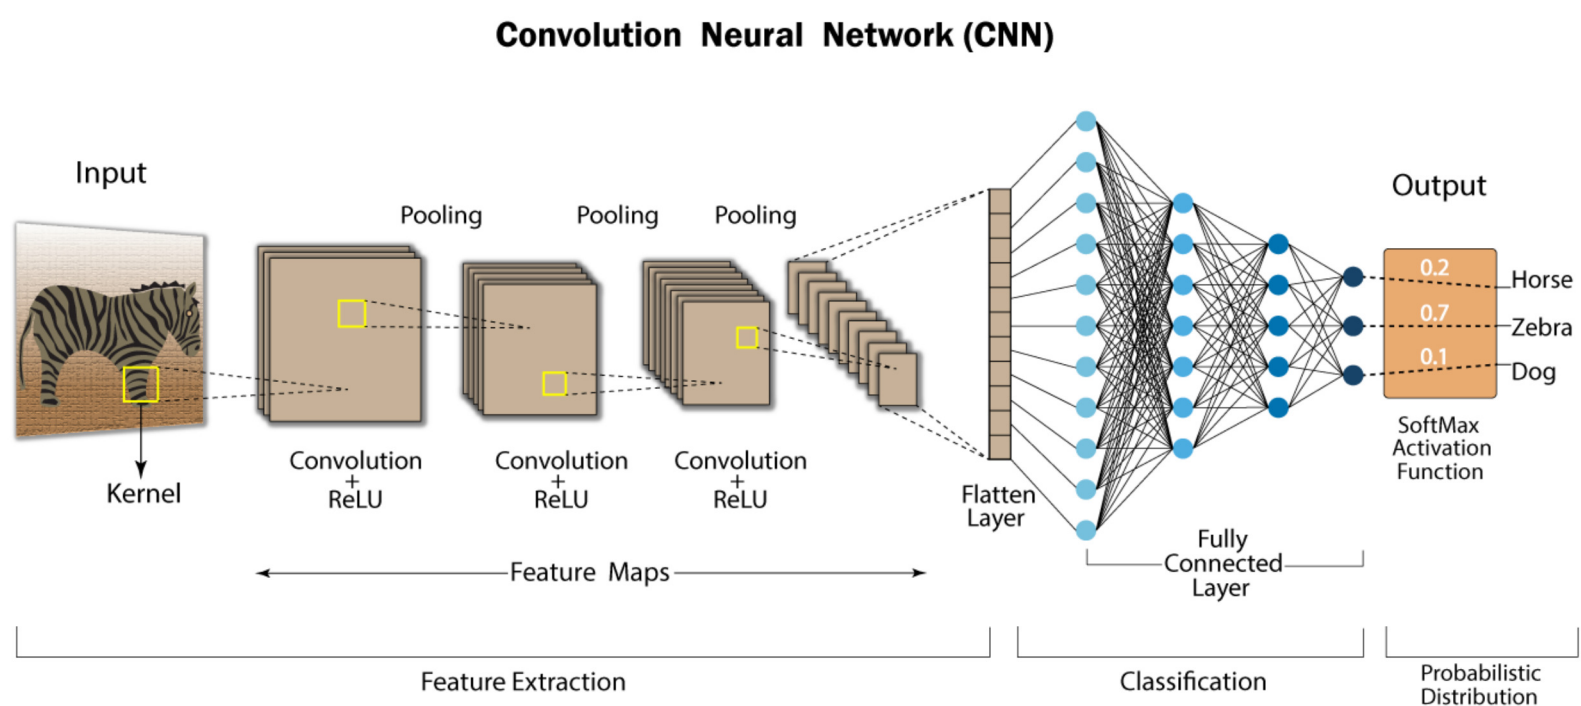 Convolution Neural Network (CNN)
Input
Output
Pooling
Pooling
Pooling
0.2
Horse
0.7
Zebra
0.1
Dog
SoftMax
Activation
Function
Convolution
+
ReLU
Convolution
+
ReLU
Convolution
+
ReLU
Kernel
Flatten
Layer
Fully
Connected
Layer
Feature Maps
Feature Extraction
Classification
Probabilistic
Distribution